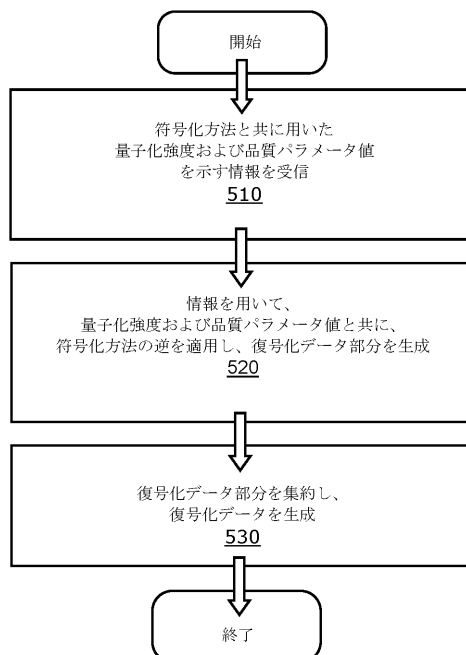 開始
符号化方法と共に用いた
量子化強度および品質パラメータ値
を示す情報を受信
510
情報を用いて、
量子化強度および品質パラメータ値と共に、
符号化方法の逆を適用し、復号化データ部分を生成
520
復号化データ部分を集約し、
復号化データを生成
530
終了